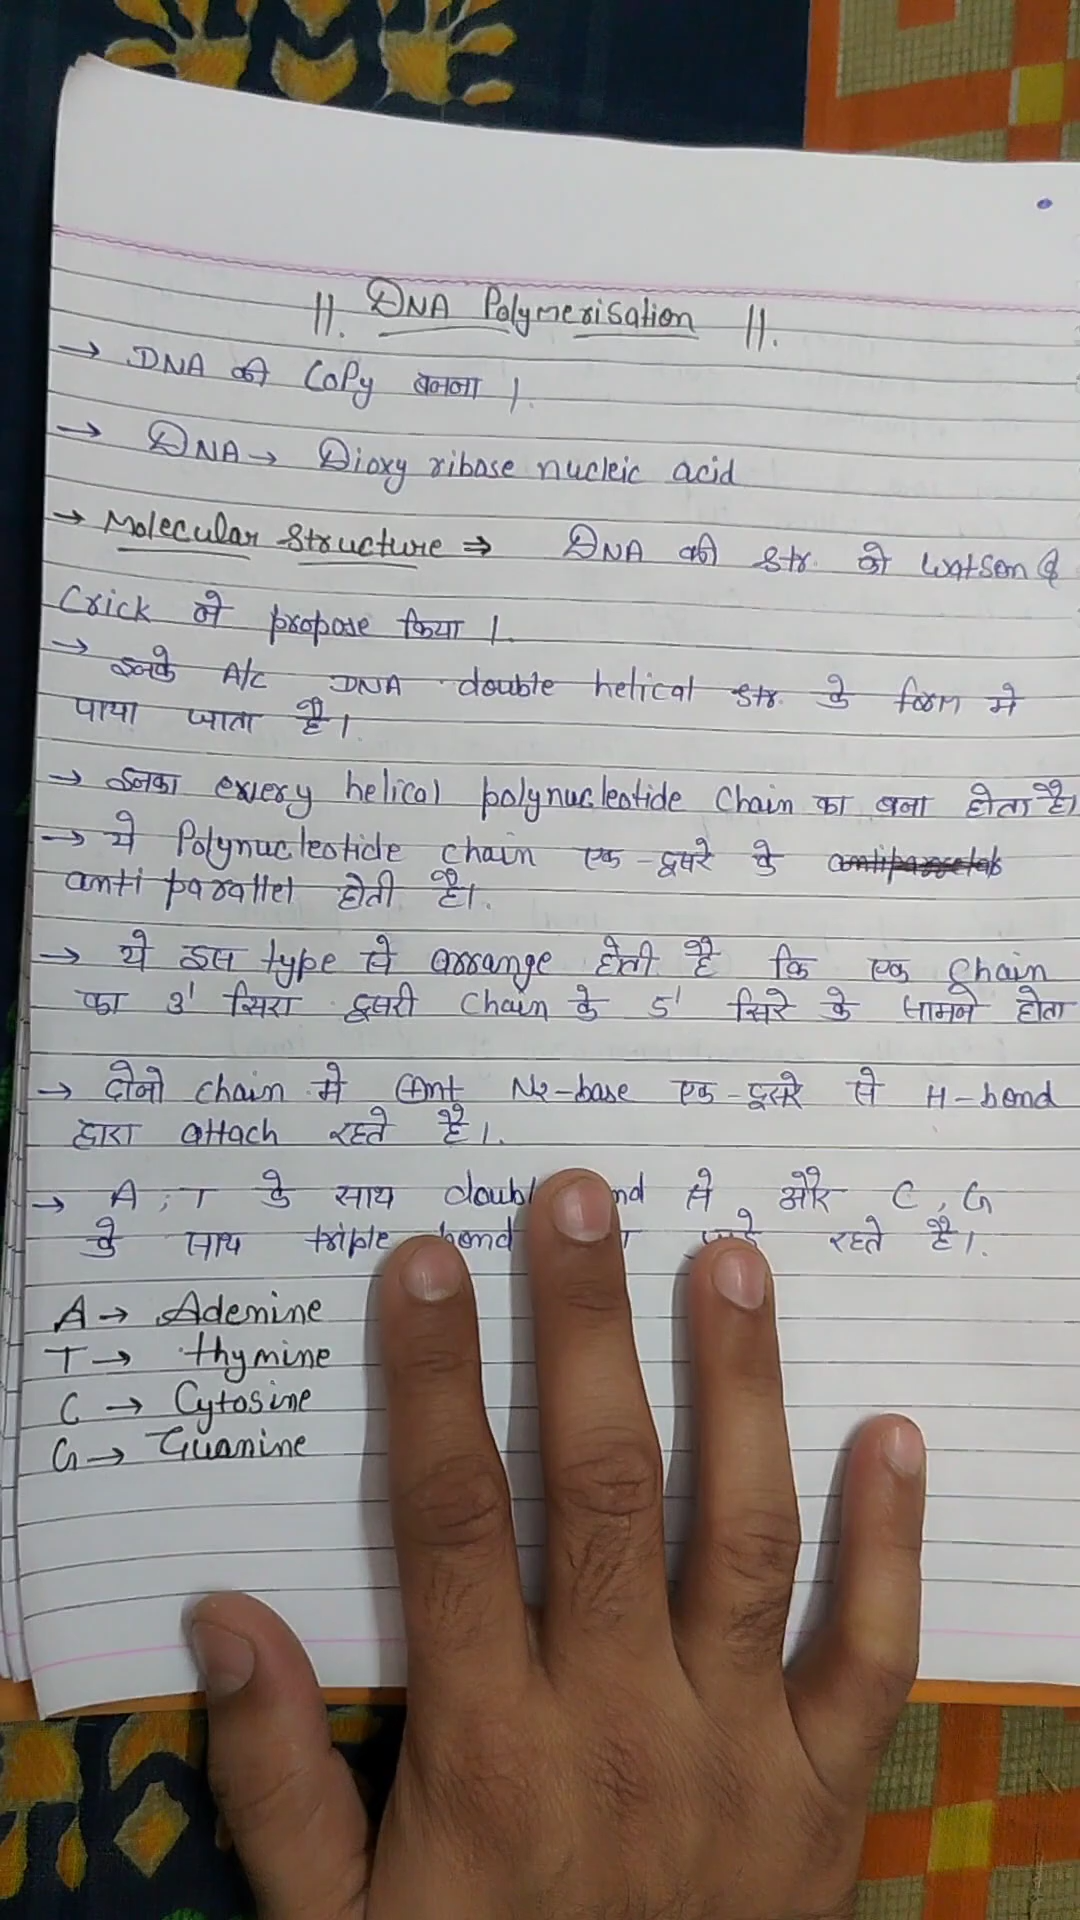 ||. DNA Polymerisation ||.
→ DNA की Copy बनना |.
→ DNA → Dioxy ribose nucleic acid
→ Molecular Structure ⇒ DNA की str. को Watson &
Crick ने propose किया |.
→ इनके A/c DNA double helical str. के form मे
पाया जाता है |.
→ इनका every helical polynucleotide Chain का बना होता है |
→ ये Polynucleotide chain एक-दूसरे के
anti parallel होती है |.
→ ये इस type से arrange होती है कि एक Chain
का 3' सिरा दूसरी Chain के 5' सिरे के सामने होता
→ दोनो chain मे N2-base एक-दूसरे से H-bond
द्वारा attach रहते है |.
→ A, T के साथ से और C, G
के साथ triple bond रहते है |.
A → Adenine
T → thymine
C → Cytosine
G → Guanine